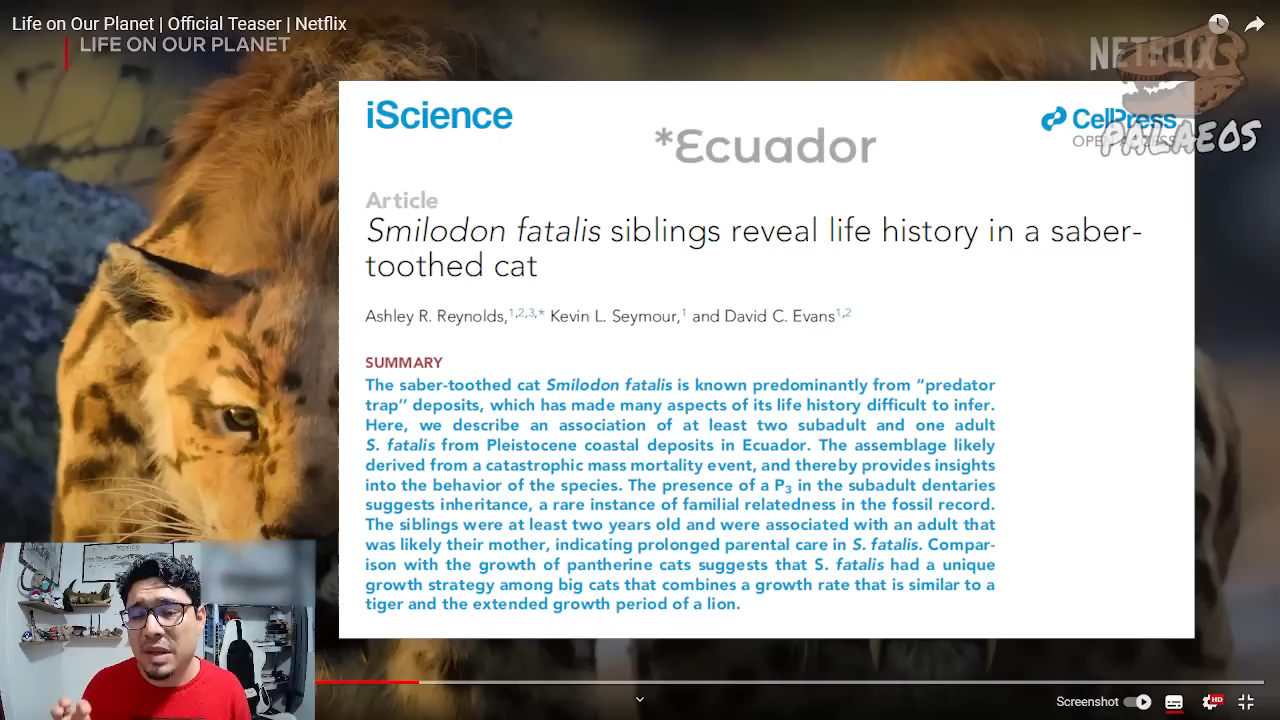 Life on Our Planet | Official Teaser | Netflix
LIFE ON OUR PLANET
NETFLIX
iScience
*Ecuador
CellPress
PALAEOS
Article
Smilodon fatalis siblings reveal life history in a saber-
toothed cat
Ashley R. Reynolds,1,2,3,* Kevin L. Seymour,1 and David C. Evans1,2
SUMMARY
The saber-toothed cat Smilodon fatalis is known predominantly from “predator
trap” deposits, which has made many aspects of its life history difficult to infer.
Here, we describe an association of at least two subadult and one adult
S. fatalis from Pleistocene coastal deposits in Ecuador. The assemblage likely
derived from a catastrophic mass mortality event, and thereby provides insights
into the behavior of the species. The presence of a P3 in the subadult dentaries
suggests inheritance, a rare instance of familial relatedness in the fossil record.
The siblings were at least two years old and were associated with an adult that
was likely their mother, indicating prolonged parental care in S. fatalis. Compar-
ison with the growth of pantherine cats suggests that S. fatalis had a unique
growth strategy among big cats that combines a growth rate that is similar to a
tiger and the extended growth period of a lion.
Screenshot
HD